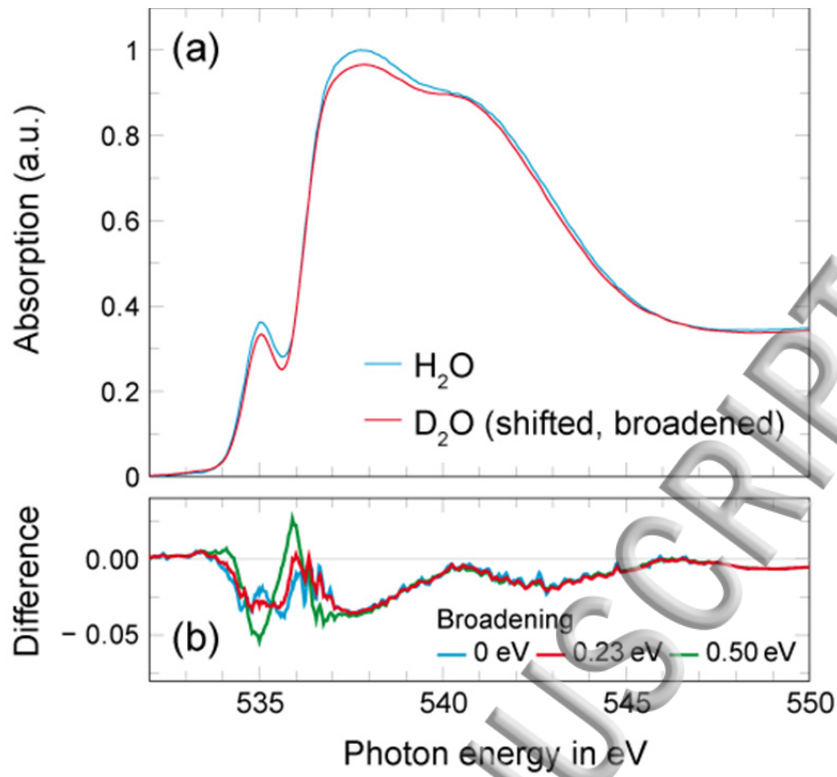 (a)
Absorption (a.u.)
1
0.8
0.6
0.4
0.2
0
H₂O
D₂O (shifted, broadened)
Difference
0.00
− 0.05
(b)
Broadening
0 eV 0.23 eV 0.50 eV
535 540 545 550
Photon energy in eV
USCRIPT